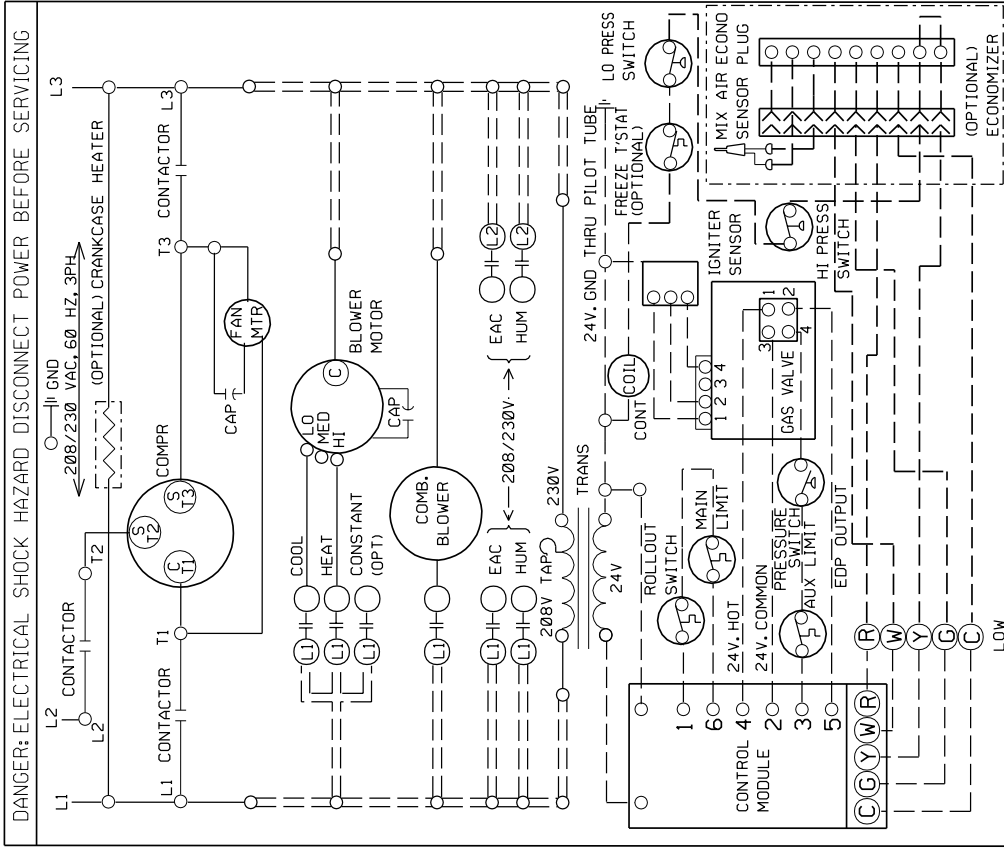 DANGER: ELECTRICAL SHOCK HAZARD DISCONNECT POWER BEFORE SERVICING
GND
208/230 VAC, 60 HZ, 3PH
L1
L2
L3
(OPTIONAL) CRANKCASE HEATER
CONTACTOR
L2
T2
L1
CONTACTOR
T1
C
T1
S
T2
S
T3
COMPR
T3
CONTACTOR
L3
CAP
FAN
MTR
COOL
HEAT
CONSTANT
(OPT)
L1
L1
L1
LO
MED
HI
C
BLOWER
MOTOR
CAP
L1
COMB.
BLOWER
L1
EAC
L1
HUM
208/230V
EAC
L2
HUM
L2
208V TAP
230V
TRANS
24V
24V. GND THRU PILOT TUBE
CONT
COIL
FREEZE T'STAT
(OPTIONAL)
LO PRESS
SWITCH
ROLLOUT
SWITCH
MAIN
LIMIT
1 2 3 4
IGNITER
SENSOR
HI PRESS
SWITCH
MIX AIR ECONO
SENSOR PLUG
(OPTIONAL)
ECONOMIZER
GAS VALVE
1
2
3
4
24V. HOT
24V. COMMON
PRESSURE
SWITCH
AUX LIMIT
EDP OUTPUT
CONTROL
MODULE
1
6
4
2
3
5
C G Y W R
R
W
Y
G
C
LOW